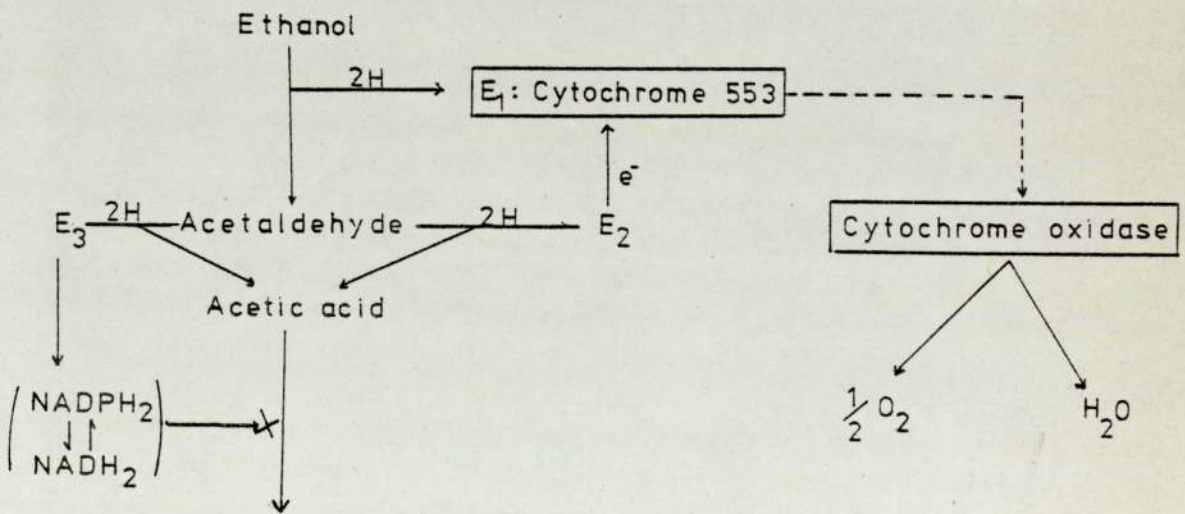 Ethanol
2H
E₁: Cytochrome 553
e⁻
E₃ 2H Acetaldehyde 2H E₂
Cytochrome oxidase
Acetic acid
NADPH₂
NADH₂
½ O₂
H₂O